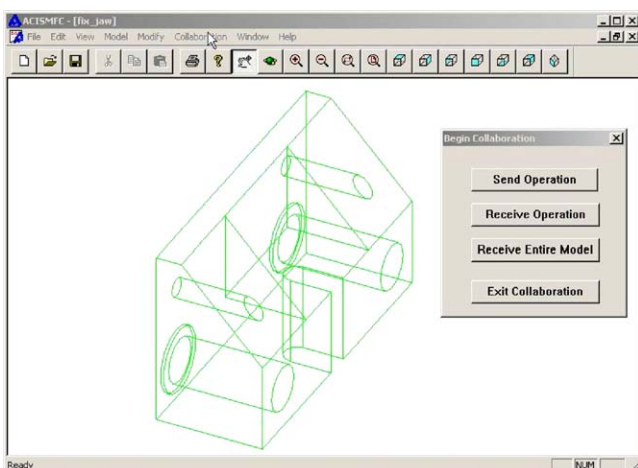 ACISMFC - [fix_jaw]
File Edit View Model Modify Collaboration Window Help
Begin Collaboration
Send Operation
Receive Operation
Receive Entire Model
Exit Collaboration
Ready
NUM